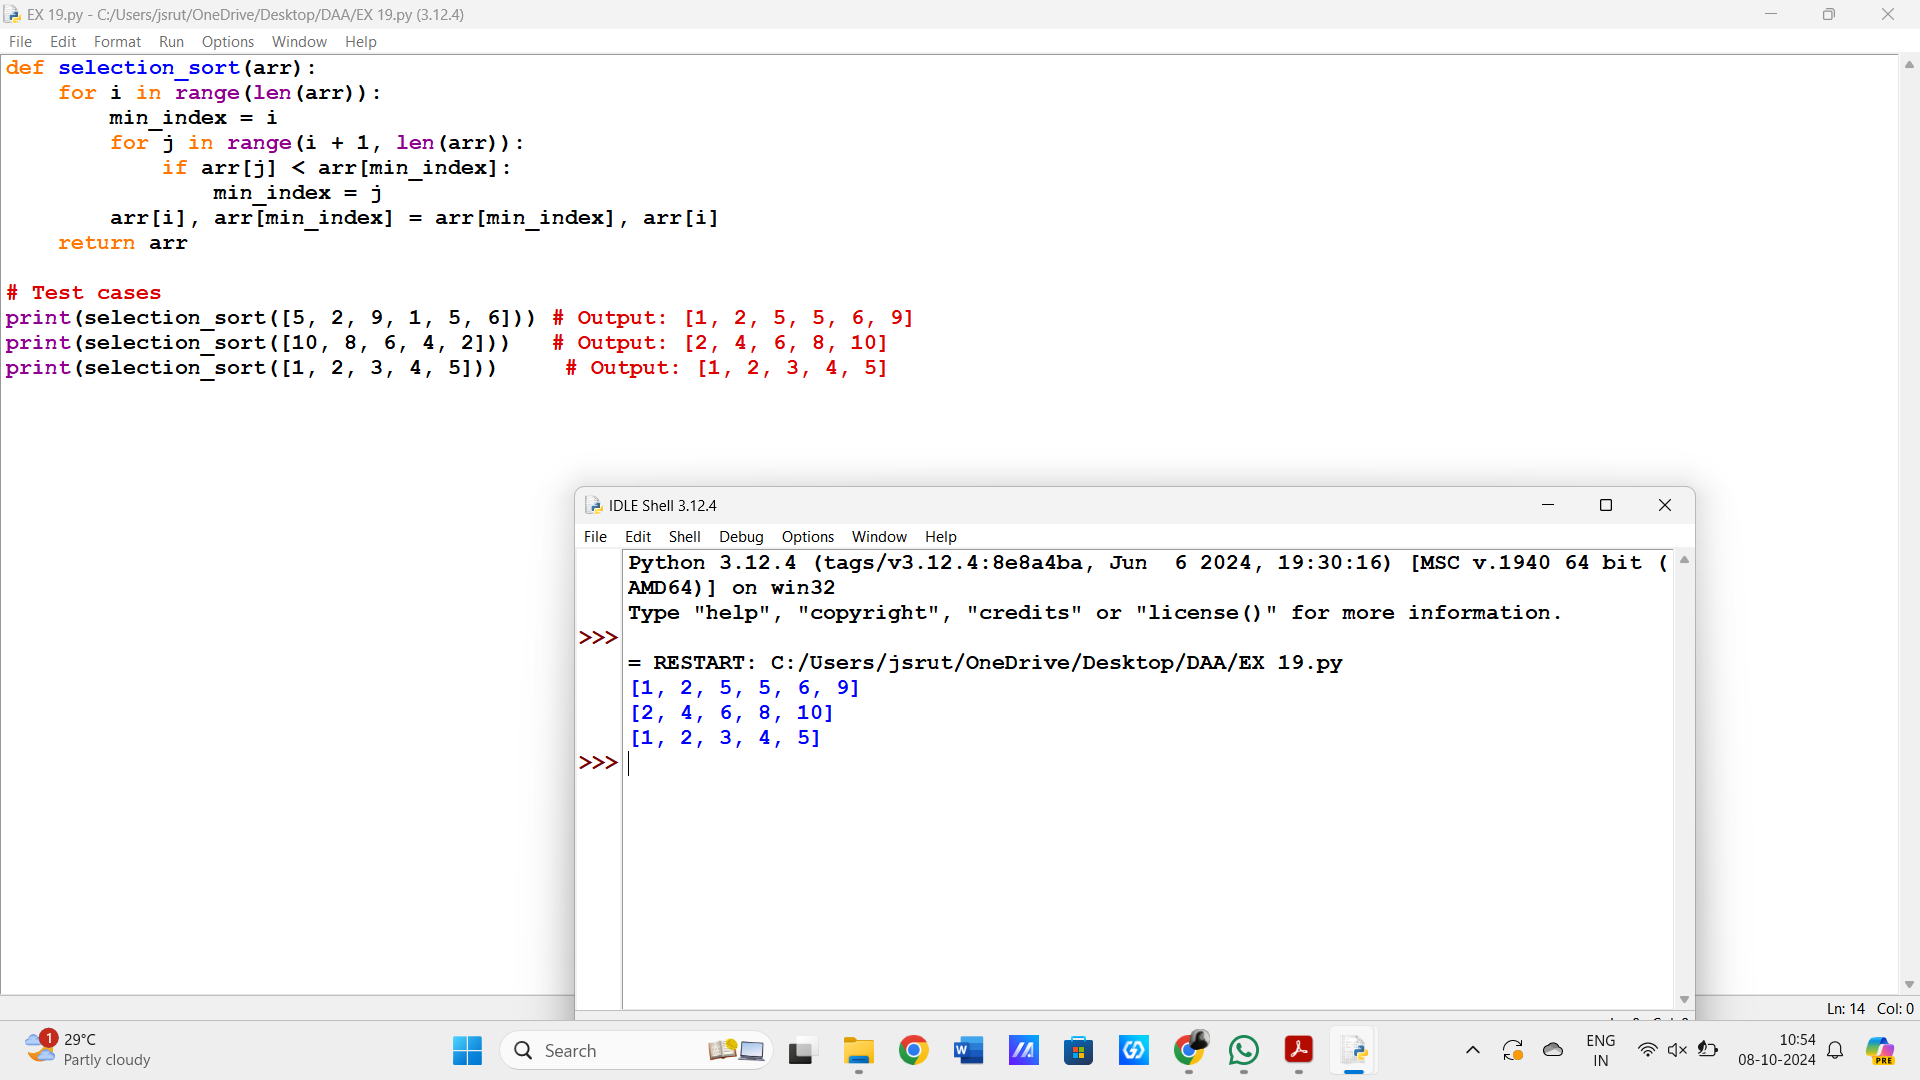 EX 19.py - C:/Users/jsrut/OneDrive/Desktop/DAA/EX 19.py (3.12.4)
File Edit Format Run Options Window Help
def selection_sort(arr):
    for i in range(len(arr)):
        min_index = i
        for j in range(i + 1, len(arr)):
            if arr[j] < arr[min_index]:
                min_index = j
        arr[i], arr[min_index] = arr[min_index], arr[i]
    return arr
# Test cases
print(selection_sort([5, 2, 9, 1, 5, 6])) # Output: [1, 2, 5, 5, 6, 9]
print(selection_sort([10, 8, 6, 4, 2]))   # Output: [2, 4, 6, 8, 10]
print(selection_sort([1, 2, 3, 4, 5]))     # Output: [1, 2, 3, 4, 5]
IDLE Shell 3.12.4
File Edit Shell Debug Options Window Help
Python 3.12.4 (tags/v3.12.4:8e8a4ba, Jun  6 2024, 19:30:16) [MSC v.1940 64 bit (
AMD64)] on win32
Type "help", "copyright", "credits" or "license()" for more information.
>>>
= RESTART: C:/Users/jsrut/OneDrive/Desktop/DAA/EX 19.py
[1, 2, 5, 5, 6, 9]
[2, 4, 6, 8, 10]
[1, 2, 3, 4, 5]
>>>
Ln: 14 Col: 0
1
29°C
Partly cloudy
Search
W
PRE
ENG
IN
10:54
08-10-2024